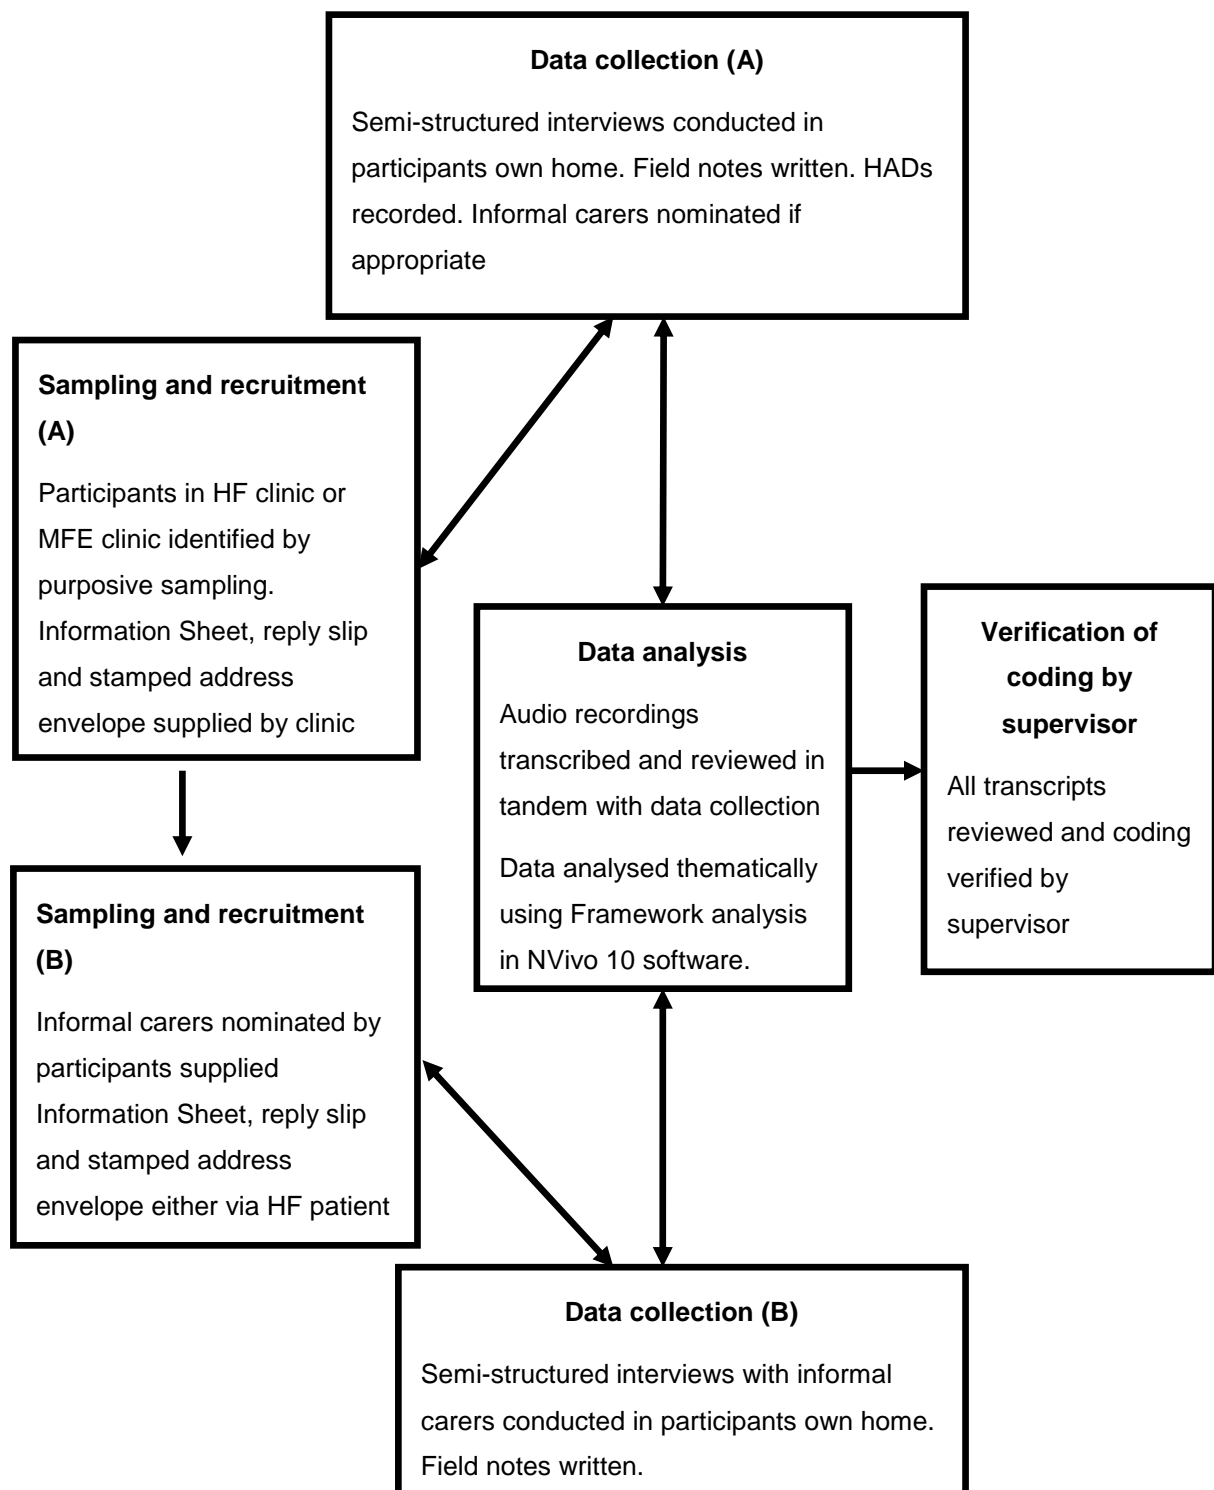 Data collection (A)
Semi-structured interviews conducted in
participants own home. Field notes written. HADs
recorded. Informal carers nominated if
appropriate
Sampling and recruitment
(A)
Participants in HF clinic or
MFE clinic identified by
purposive sampling.
Information Sheet, reply slip
and stamped address
envelope supplied by clinic
Data analysis
Audio recordings
transcribed and reviewed in
tandem with data collection
Data analysed thematically
using Framework analysis
in NVivo 10 software.
Verification of
coding by
supervisor
All transcripts
reviewed and coding
verified by
supervisor
Sampling and recruitment
(B)
Informal carers nominated by
participants supplied
Information Sheet, reply slip
and stamped address
envelope either via HF patient
Data collection (B)
Semi-structured interviews with informal
carers conducted in participants own home.
Field notes written.